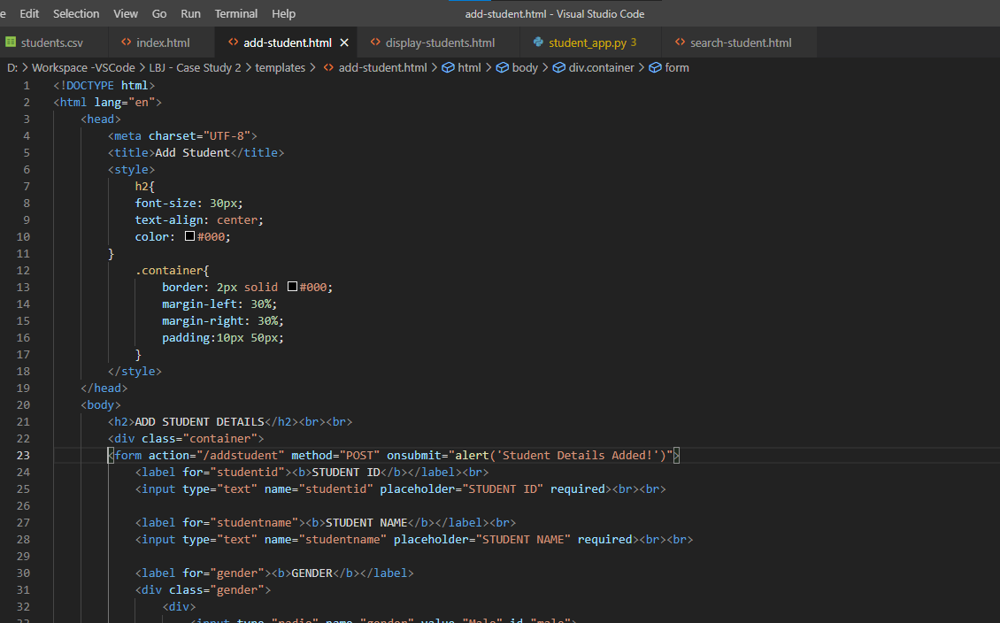 e Edit Selection View Go Run Terminal Help add-student.html - Visual Studio Code
students.csv index.html add-student.html display-students.html student_app.py 3 search-student.html
D: > Workspace -VSCode > LBJ - Case Study 2 > templates > <> add-student.html > html > body > div.container > form
1 <!DOCTYPE html>
2 <html lang="en">
3 <head>
4 <meta charset="UTF-8">
5 <title>Add Student</title>
6 <style>
7 h2{
8 font-size: 30px;
9 text-align: center;
10 color: #000;
11 }
12 .container{
13 border: 2px solid #000;
14 margin-left: 30%;
15 margin-right: 30%;
16 padding:10px 50px;
17 }
18 </style>
19 </head>
20 <body>
21 <h2>ADD STUDENT DETAILS</h2><br><br>
22 <div class="container">
23 <form action="/addstudent" method="POST" onsubmit="alert('Student Details Added!')">
24 <label for="studentid"><b>STUDENT ID</b></label><br>
25 <input type="text" name="studentid" placeholder="STUDENT ID" required><br><br>
26
27 <label for="studentname"><b>STUDENT NAME</b></label><br>
28 <input type="text" name="studentname" placeholder="STUDENT NAME" required><br><br>
29
30 <label for="gender"><b>GENDER</b></label>
31 <div class="gender">
32 <div>
33 <input type="radio" name="gender" value="Male" id="male">